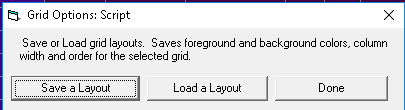 Grid Options: Script
Save or Load grid layouts.  Saves foreground and background colors, column
width and order for the selected grid.
Save a Layout
Load a Layout
Done